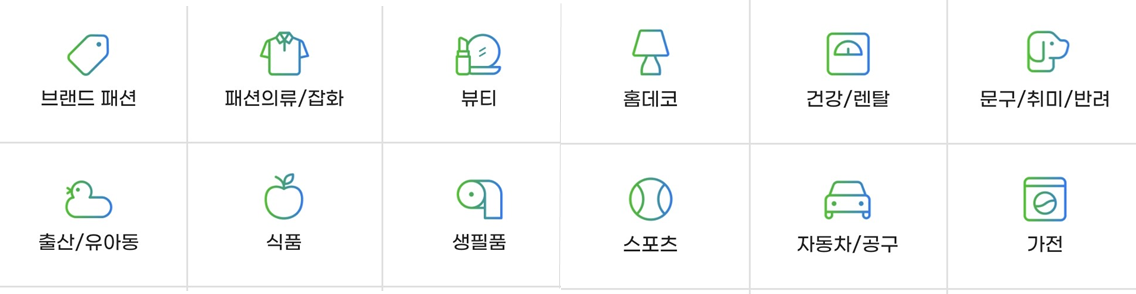 브랜드 패션
패션의류/잡화
뷰티
홈데코
건강/렌탈
문구/취미/반려
출산/유아동
식품
생필품
스포츠
자동차/공구
가전